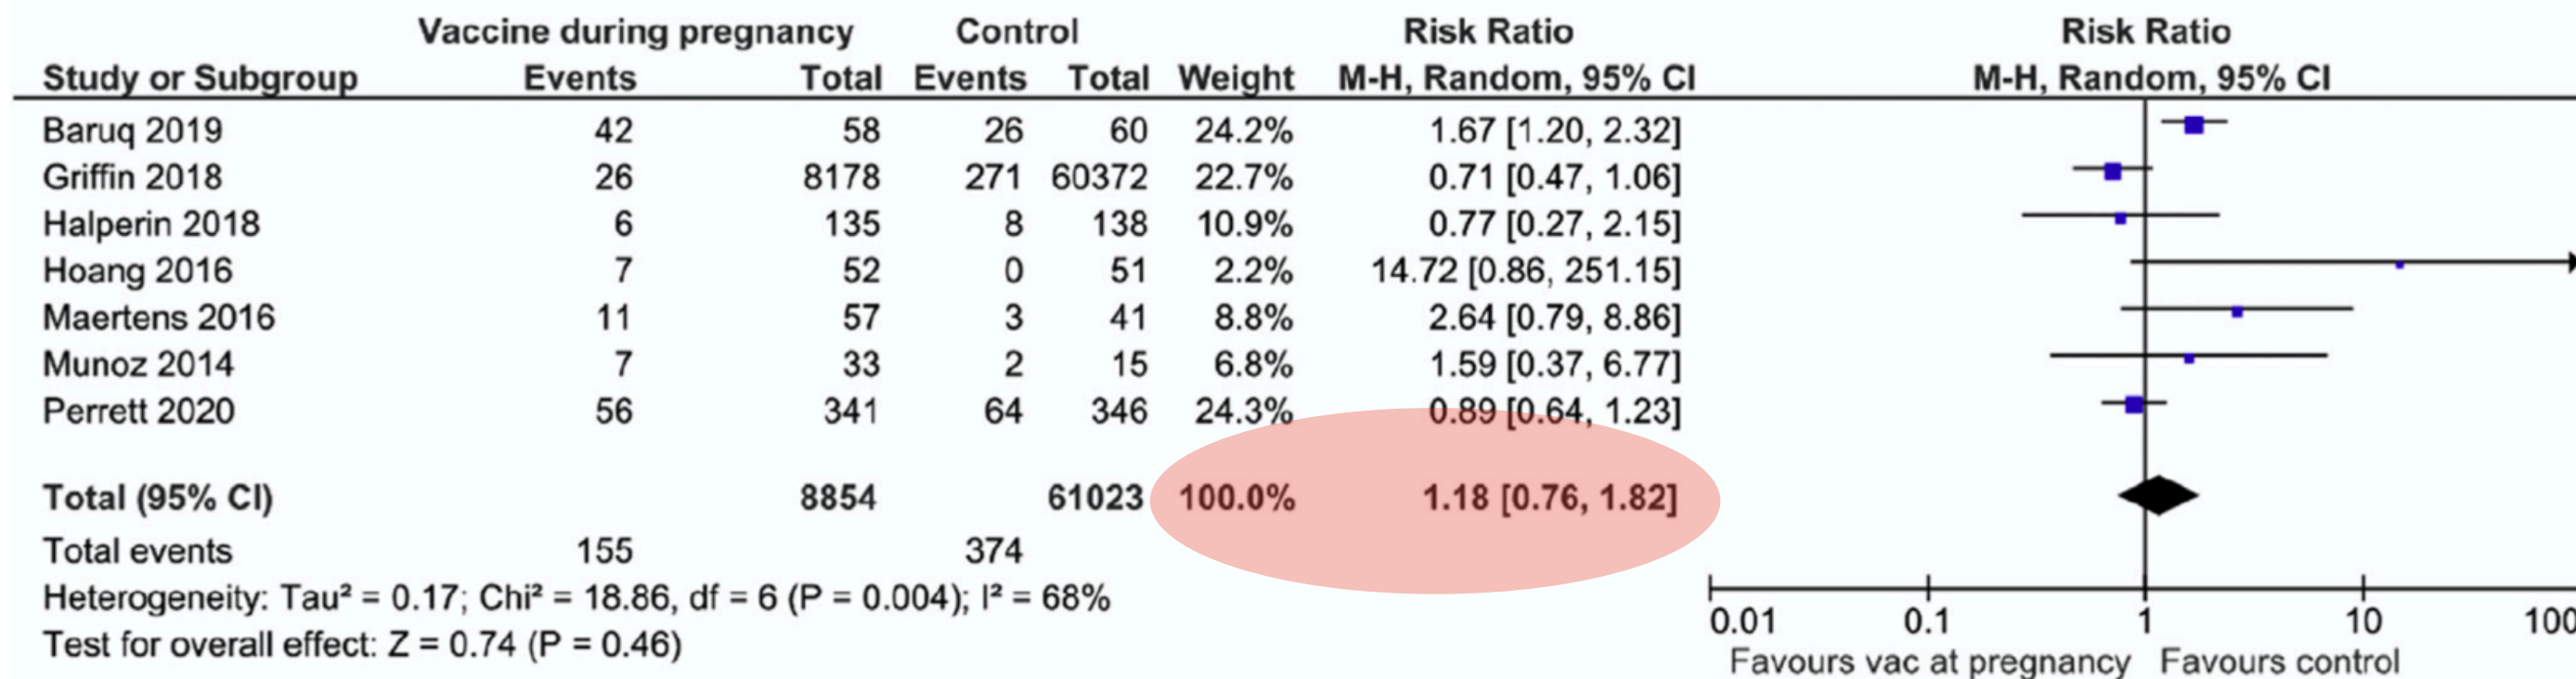 Vaccine during pregnancy Control Risk Ratio Risk Ratio
Study or Subgroup Events Total Events Total Weight M-H, Random, 95% CI M-H, Random, 95% CI
Baruq 2019 42 58 26 60 24.2% 1.67 [1.20, 2.32]
Griffin 2018 26 8178 271 60372 22.7% 0.71 [0.47, 1.06]
Halperin 2018 6 135 8 138 10.9% 0.77 [0.27, 2.15]
Hoang 2016 7 52 0 51 2.2% 14.72 [0.86, 251.15]
Maertens 2016 11 57 3 41 8.8% 2.64 [0.79, 8.86]
Munoz 2014 7 33 2 15 6.8% 1.59 [0.37, 6.77]
Perrett 2020 56 341 64 346 24.3% 0.89 [0.64, 1.23]
Total (95% CI) 8854 61023 100.0% 1.18 [0.76, 1.82]
Total events 155 374
Heterogeneity: Tau² = 0.17; Chi² = 18.86, df = 6 (P = 0.004); I² = 68%
Test for overall effect: Z = 0.74 (P = 0.46)
0.01 0.1 1 10 100
Favours vac at pregnancy Favours control